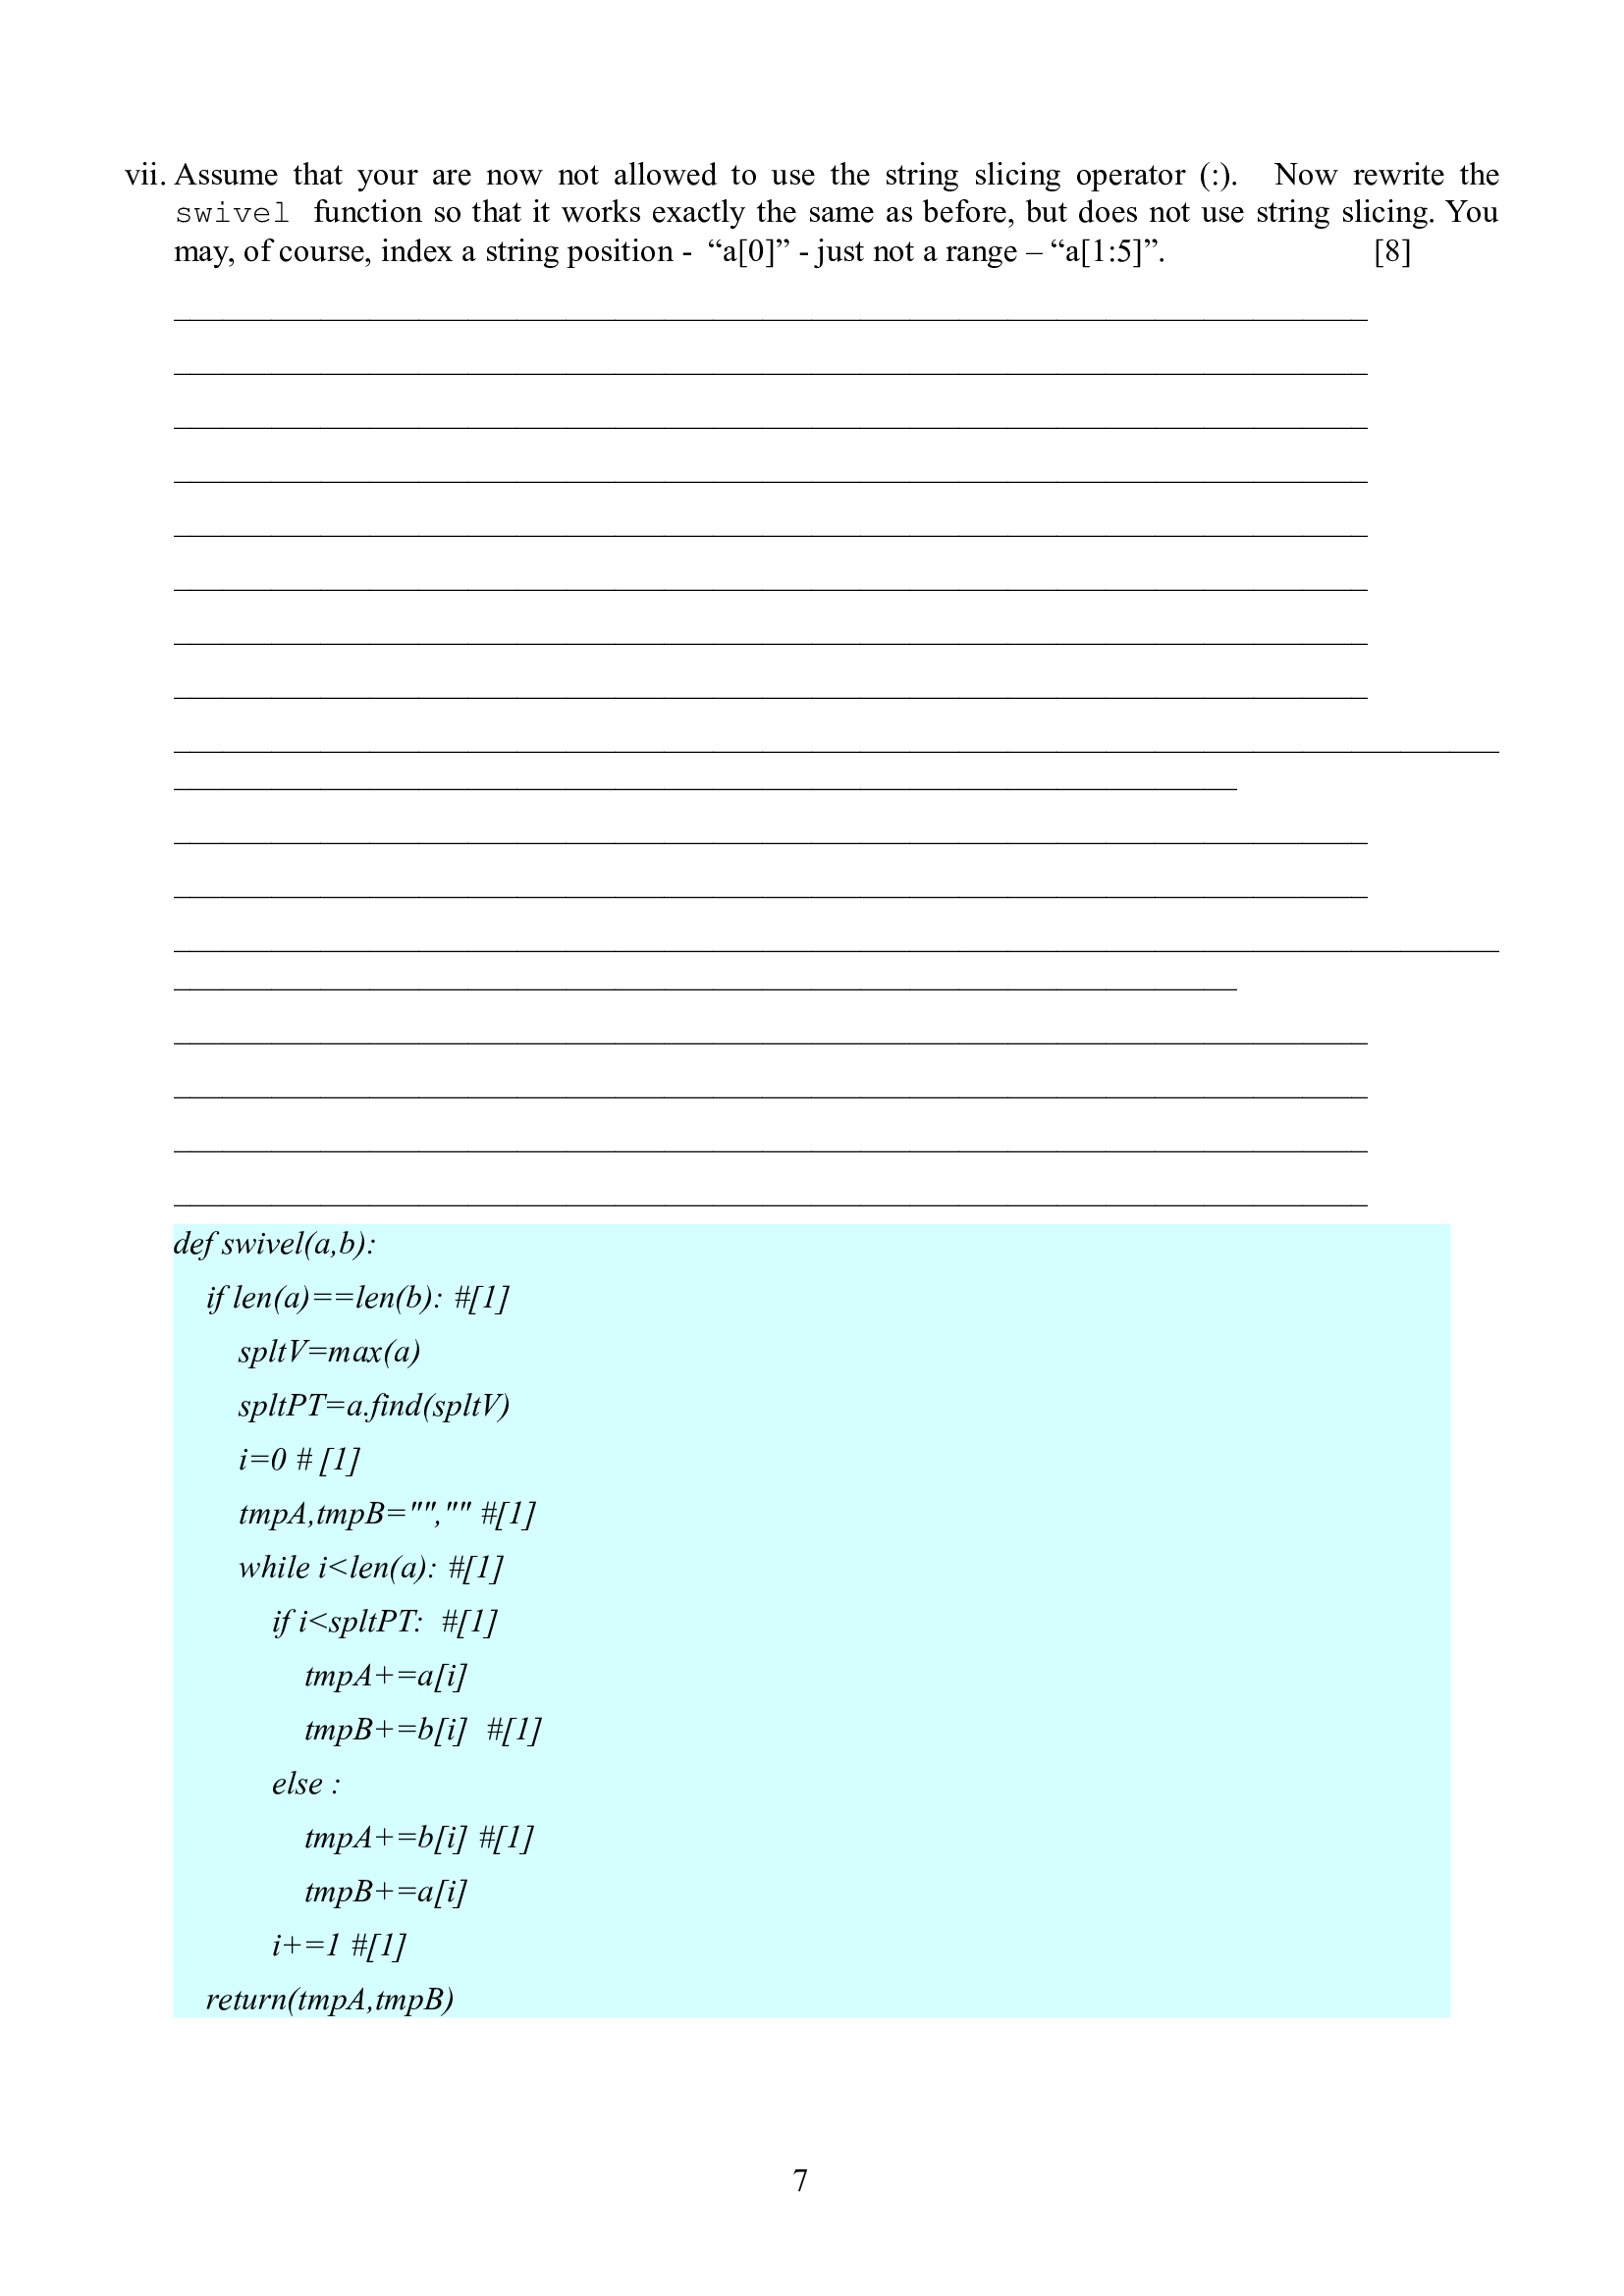 vii. Assume that your are now not allowed to use the string slicing operator (:). Now rewrite the
swivel function so that it works exactly the same as before, but does not use string slicing. You
may, of course, index a string position - “a[0]” - just not a range – “a[1:5]”. [8]
def swivel(a,b):
if len(a)==len(b): #[1]
spltV=max(a)
spltPT=a.find(spltV)
i=0 # [1]
tmpA,tmpB="","" #[1]
while i<len(a): #[1]
if i<spltPT: #[1]
tmpA+=a[i]
tmpB+=b[i] #[1]
else :
tmpA+=b[i] #[1]
tmpB+=a[i]
i+=1 #[1]
return(tmpA,tmpB)
7